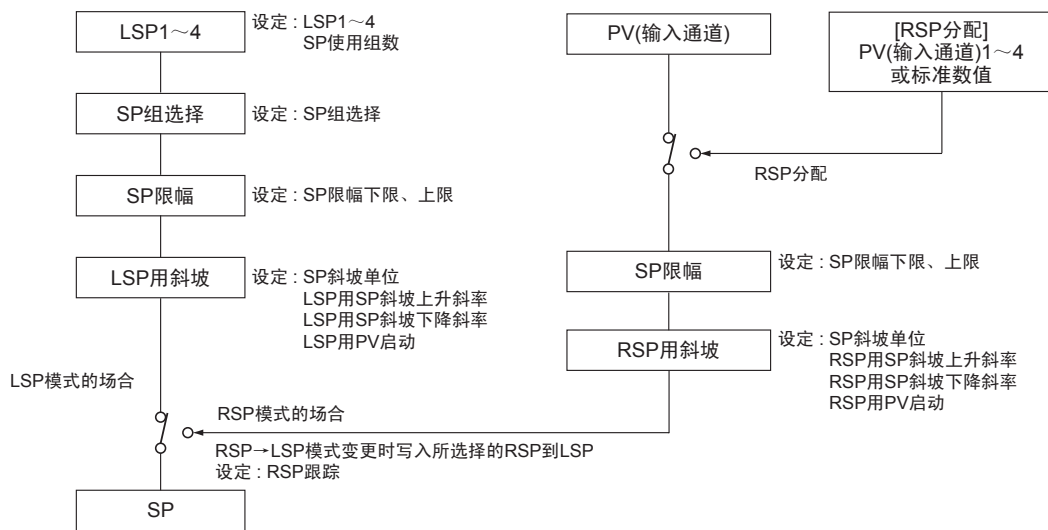 LSP1～4
设定 : LSP1～4
SP使用组数
SP组选择
设定 : SP组选择
SP限幅
设定 : SP限幅下限、上限
LSP用斜坡
设定 : SP斜坡单位
LSP用SP斜坡上升斜率
LSP用SP斜坡下降斜率
LSP用PV启动
LSP模式的场合
PV(输入通道)
[RSP分配]
PV(输入通道)1～4
或标准数值
RSP分配
SP限幅
设定 : SP限幅下限、上限
RSP用斜坡
设定 : SP斜坡单位
RSP用SP斜坡上升斜率
RSP用SP斜坡下降斜率
RSP用PV启动
RSP模式的场合
RSP→LSP模式变更时写入所选择的RSP到LSP
设定 : RSP跟踪
SP